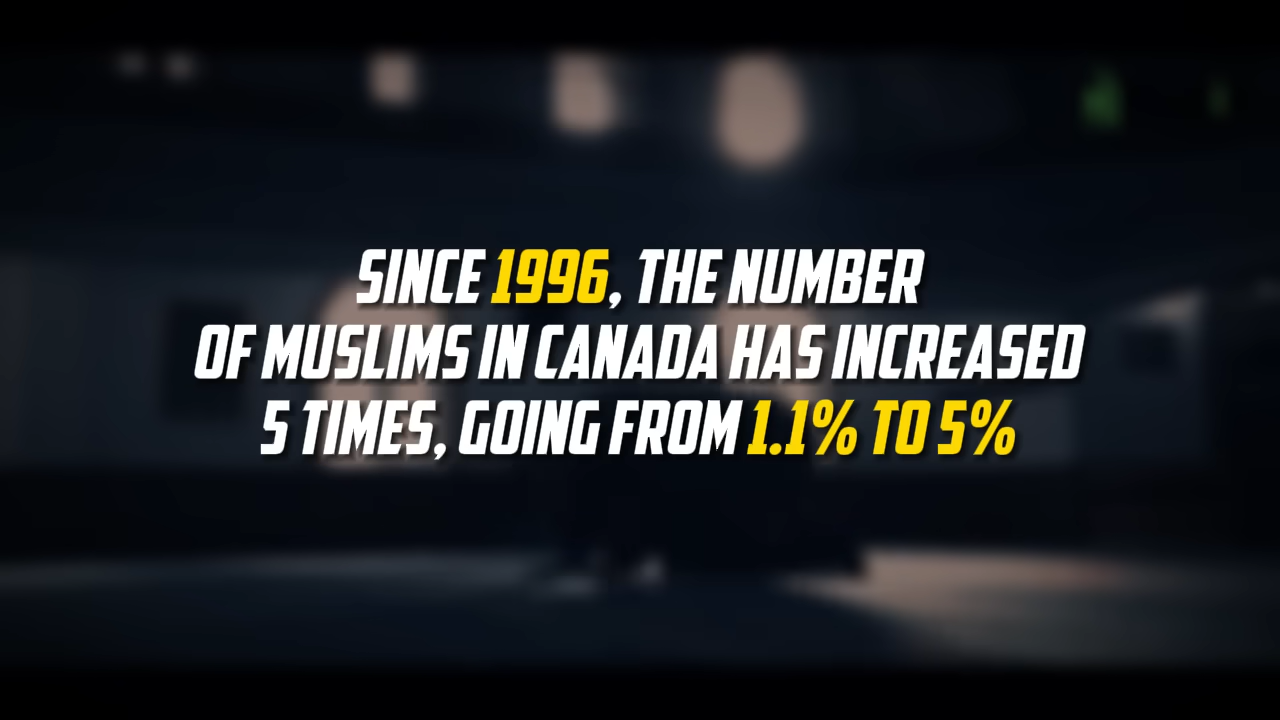 SINCE 1996, THE NUMBER
OF MUSLIMS IN CANADA HAS INCREASED
5 TIMES, GOING FROM 1.1% TO 5%